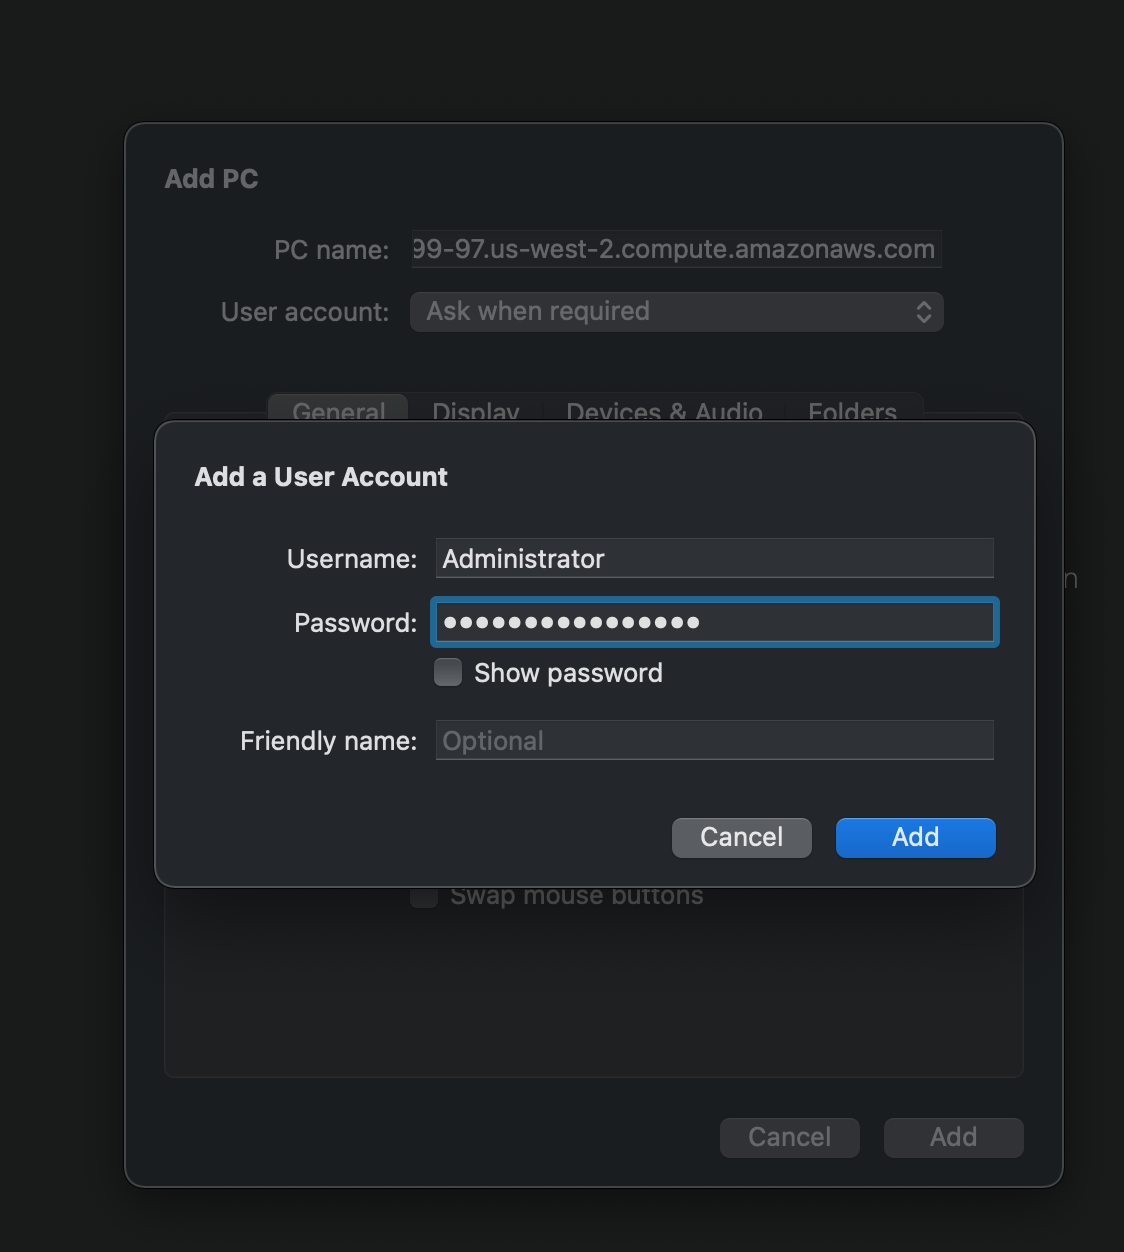 Add PC
PC name: 99-97.us-west-2.compute.amazonaws.com
User account: Ask when required
General Display Devices & Audio Folders
Add a User Account
Username: Administrator
Password: ••••••••••••••••
Show password
Friendly name: Optional
Cancel Add
Swap mouse buttons
Cancel Add